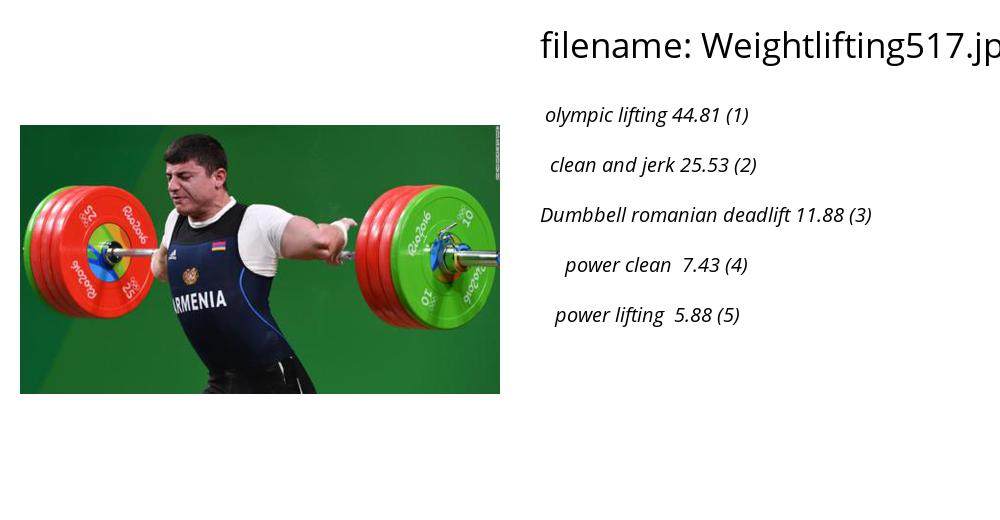 filename: Weightlifting517.jp
olympic lifting 44.81 (1)
clean and jerk 25.53 (2)
Dumbbell romanian deadlift 11.88 (3)
power clean 7.43 (4)
power lifting 5.88 (5)
25 Rio2016
Rio2016 25
Rio2016 10
10 Rio2016
adidas
ARMENIA